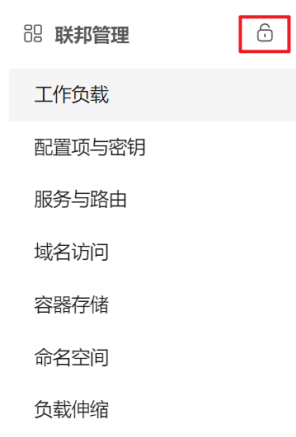 联邦管理
工作负载
配置项与密钥
服务与路由
域名访问
容器存储
命名空间
负载伸缩